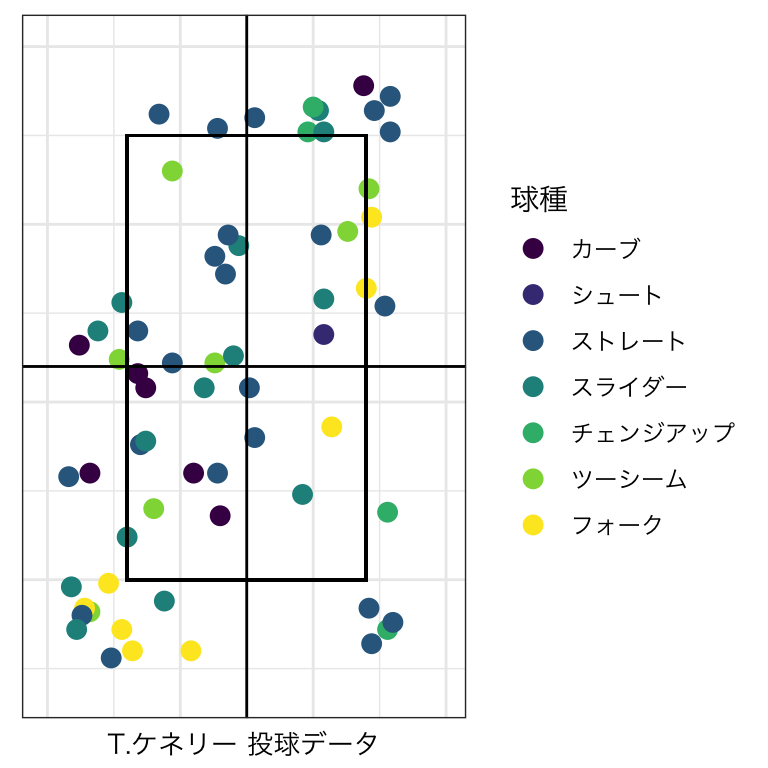 球種
カーブ
シュート
ストレート
スライダー
チェンジアップ
ツーシーム
フォーク
T.ケネリー 投球データ